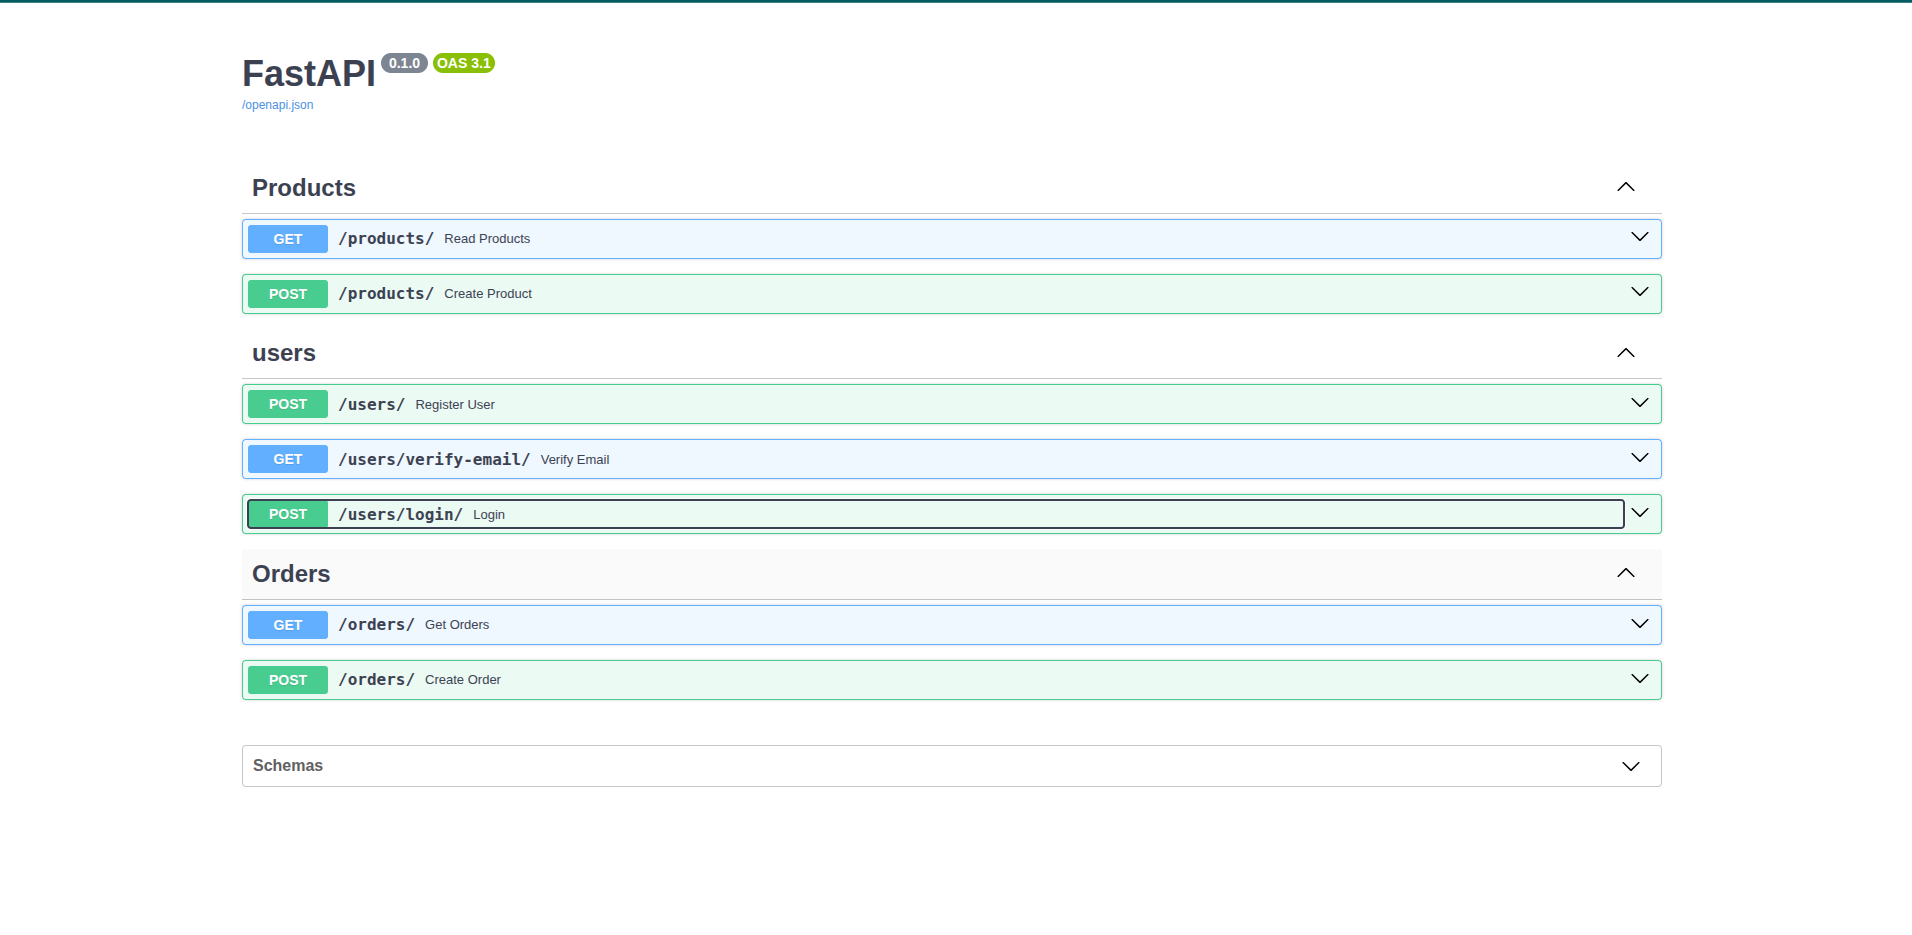 FastAPI 0.1.0 OAS 3.1
/openapi.json
Products
GET /products/ Read Products
POST /products/ Create Product
users
POST /users/ Register User
GET /users/verify-email/ Verify Email
POST /users/login/ Login
Orders
GET /orders/ Get Orders
POST /orders/ Create Order
Schemas